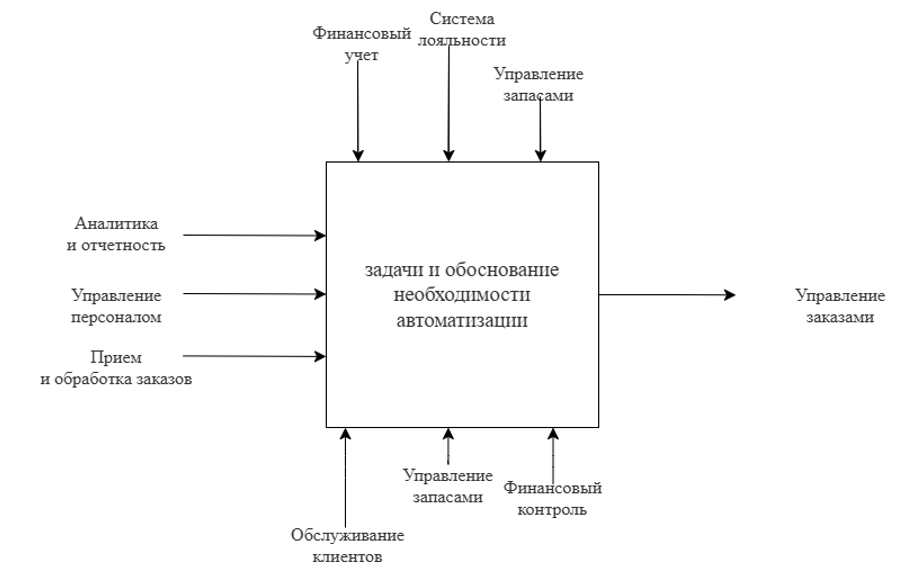 Финансовый
учет
Система
лояльности
Управление
запасами
Аналитика
и отчетность
Управление
персоналом
Прием
и обработка заказов
задачи и обоснование
необходимости
автоматизации
Управление
заказами
Обслуживание
клиентов
Управление
запасами
Финансовый
контроль